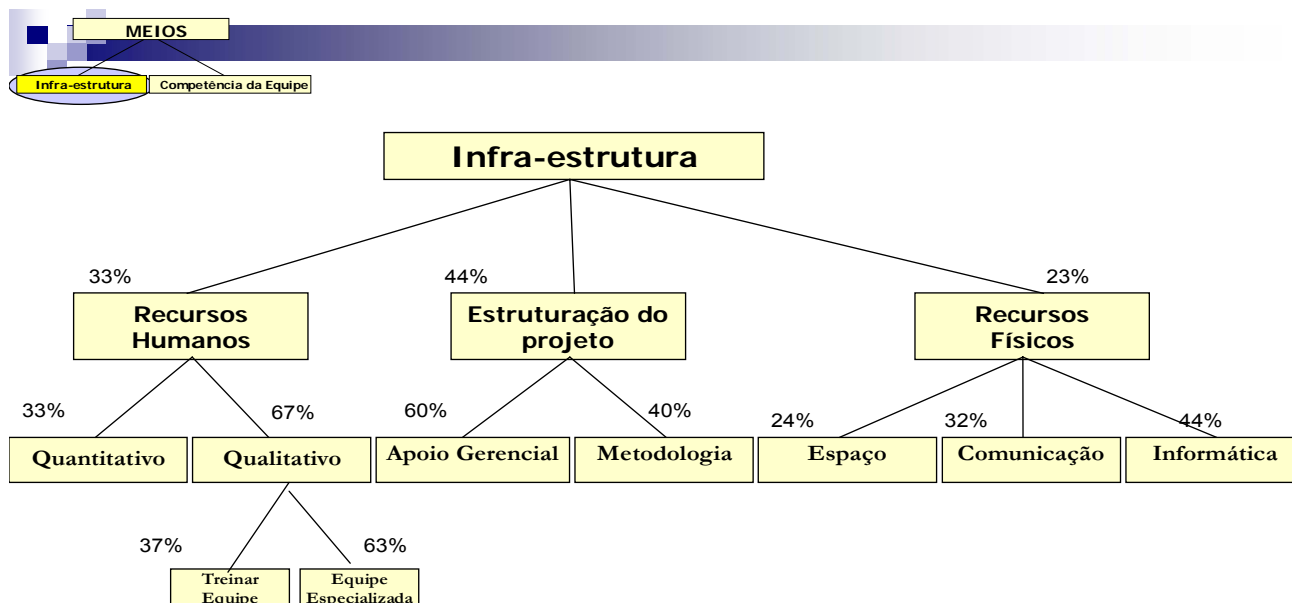 MEIOS
Infra-estrutura
Competência da Equipe
Infra-estrutura
33%
44%
23%
Recursos
Humanos
Estruturação do
projeto
Recursos
Físicos
33%
67%
60%
40%
24%
32%
44%
Quantitativo
Qualitativo
Apoio Gerencial
Metodologia
Espaço
Comunicação
Informática
37%
63%
Treinar
Equipe
Equipe
Especializada